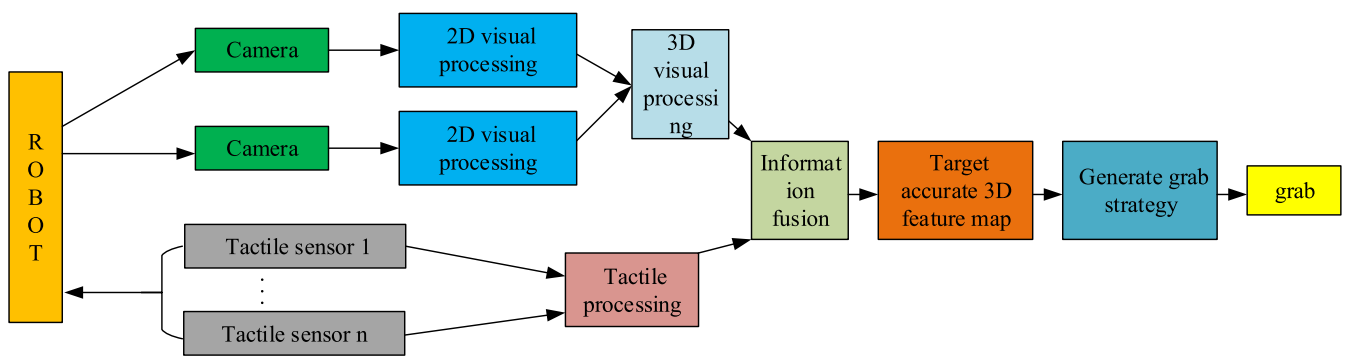 R
O
B
O
T
Camera
2D visual
processing
Camera
2D visual
processing
3D
visual
processi
ng
Tactile sensor 1
⋮
Tactile sensor n
Tactile
processing
Informat
ion
fusion
Target
accurate 3D
feature map
Generate grab
strategy
grab